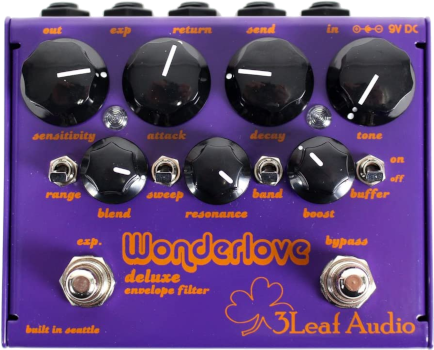 out exp return send in 9V DC
sensitivity attack decay tone
on
off
range sweep band buffer
blend resonance boost
exp. Wonderlove bypass
deluxe
envelope filter
built in seattle 3Leaf Audio